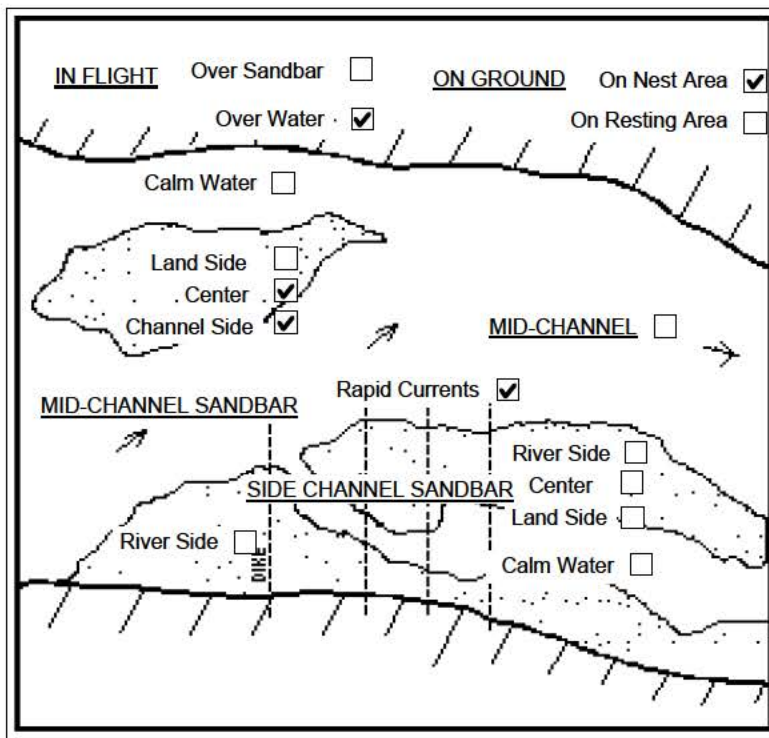 IN FLIGHT Over Sandbar ON GROUND On Nest Area
Over Water On Resting Area
Calm Water
Land Side
Center
Channel Side
MID-CHANNEL
Rapid Currents
MID-CHANNEL SANDBAR
River Side
SIDE CHANNEL SANDBAR Center
Land Side
River Side
DIKE
Calm Water